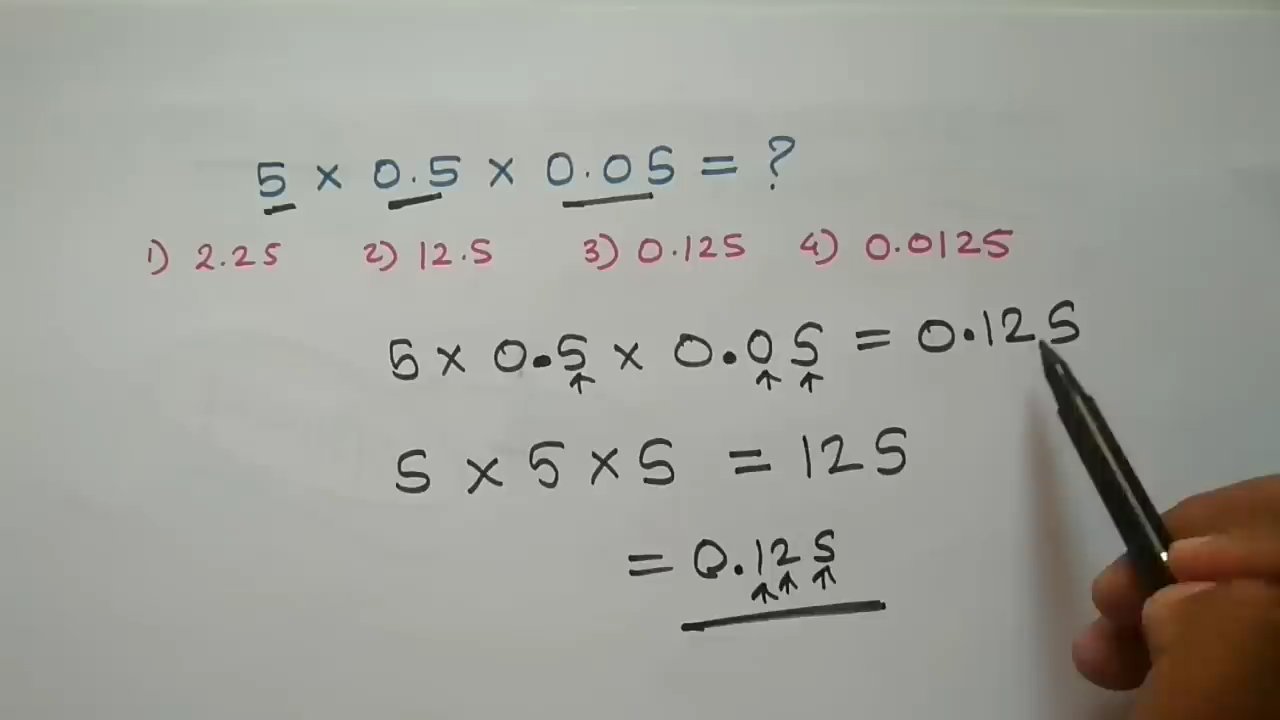 5 × 0.5 × 0.05 = ?
1) 2.25 2) 12.5 3) 0.125 4) 0.0125
5 × 0.5 × 0.05 = 0.125
5 × 5 × 5 = 125
= 0.125